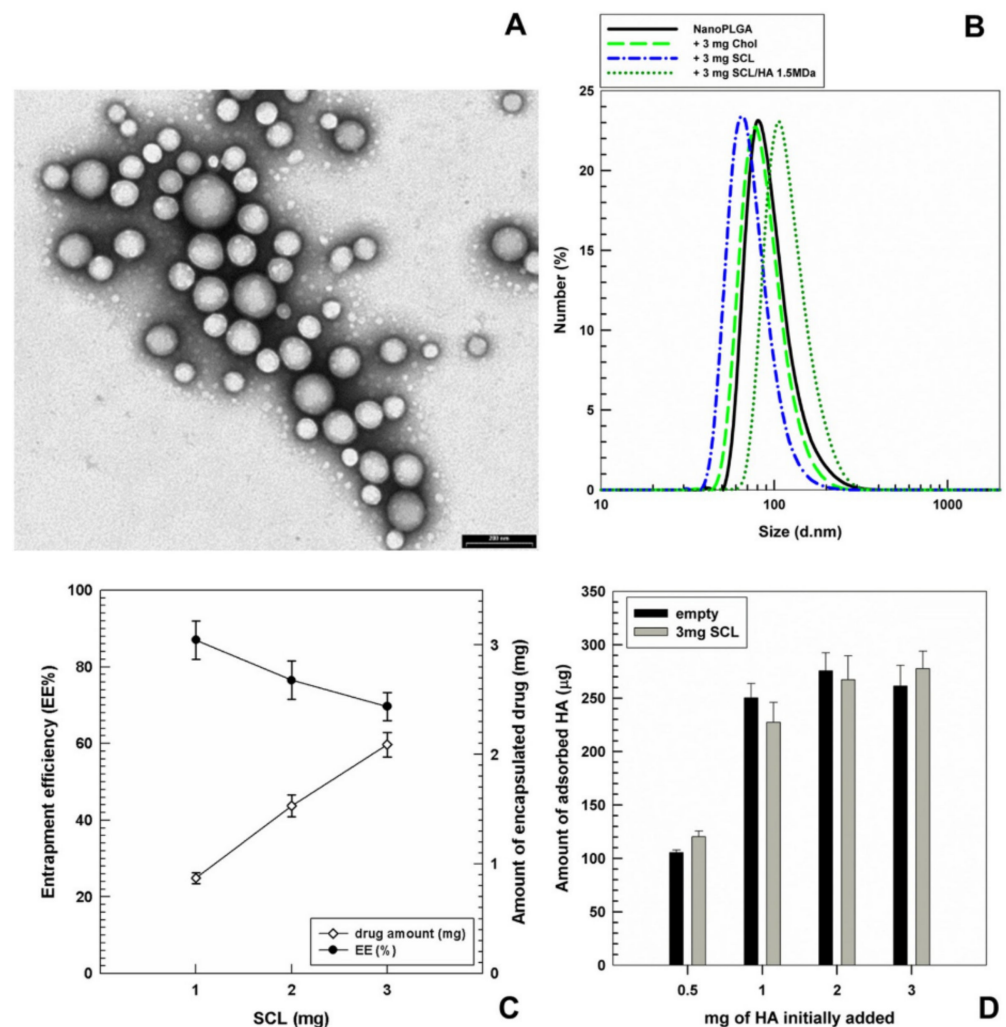 A
200 nm
B
NanoPLGA
+ 3 mg Chol
+ 3 mg SCL
+ 3 mg SCL/HA 1.5MDa
25
20
15
10
5
0
Number (%)
10
100
1000
Size (d.nm)
100
80
60
40
20
0
Entrapment efficiency (EE%)
3
2
1
0
Amount of encapsulated drug (mg)
drug amount (mg)
EE (%)
1
2
3
SCL (mg)
C
350
300
250
200
150
100
50
0
Amount of adsorbed HA (µg)
empty
3mg SCL
0.5
1
2
3
mg of HA initially added
D